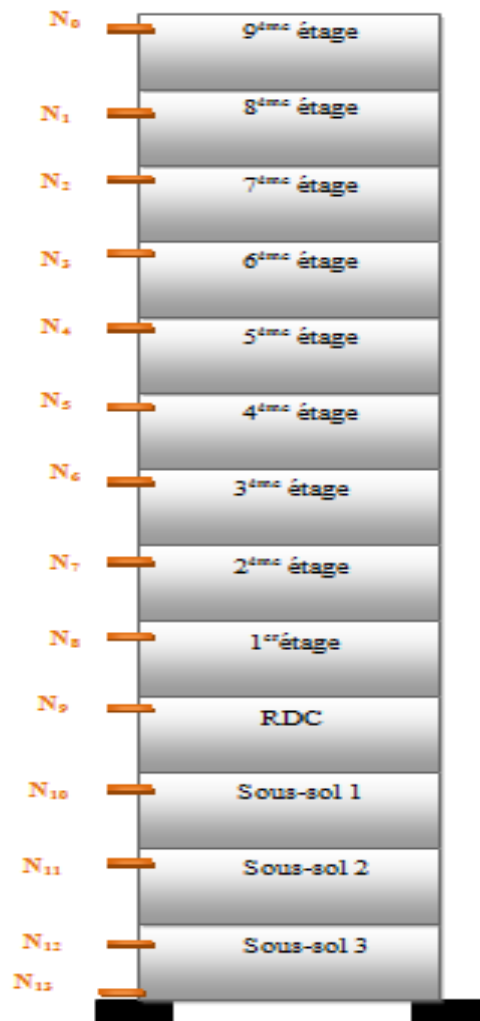 N₀ 9ème étage
N₁ 8ème étage
N₂ 7ème étage
N₃ 6ème étage
N₄ 5ème étage
N₅ 4ème étage
N₆ 3ème étage
N₇ 2ème étage
N₈ 1erétage
N₉ RDC
N₁₀ Sous-sol 1
N₁₁ Sous-sol 2
N₁₂ Sous-sol 3
N₁₃